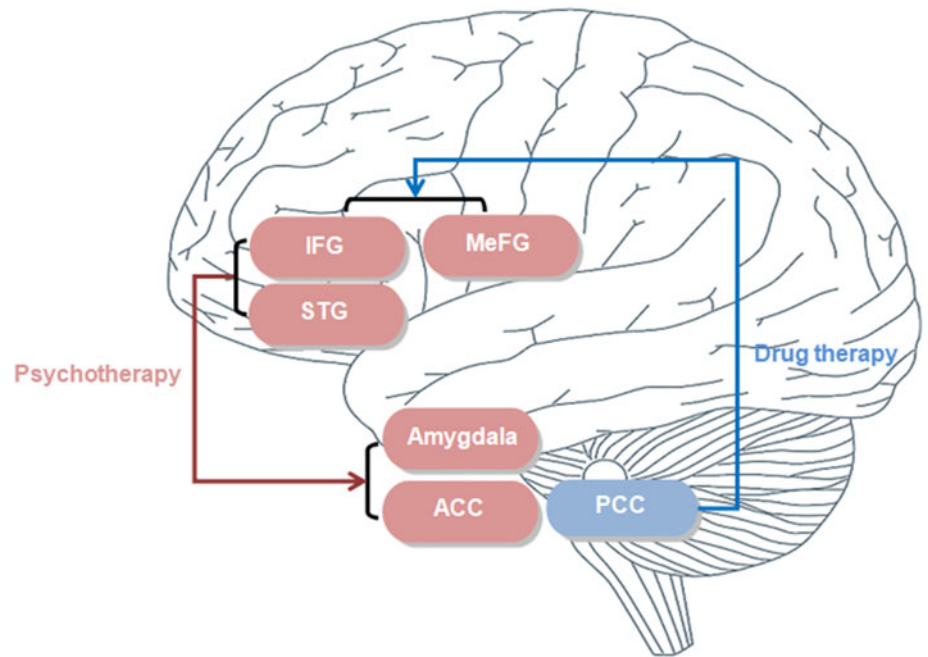 IFG
MeFG
STG
Psychotherapy
Drug therapy
Amygdala
ACC
PCC